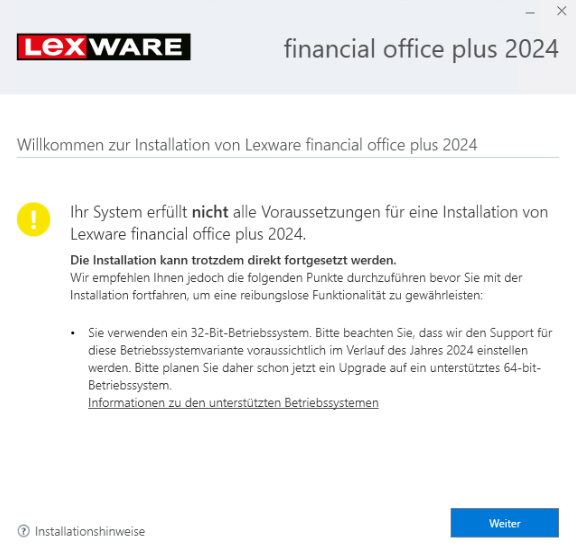 LEXWARE
financial office plus 2024
Willkommen zur Installation von Lexware financial office plus 2024
Ihr System erfüllt nicht alle Voraussetzungen für eine Installation von
Lexware financial office plus 2024.
Die Installation kann trotzdem direkt fortgesetzt werden.
Wir empfehlen Ihnen jedoch die folgenden Punkte durchzuführen bevor Sie mit der
Installation fortfahren, um eine reibungslose Funktionalität zu gewährleisten:
• Sie verwenden ein 32-Bit-Betriebssystem. Bitte beachten Sie, dass wir den Support für
diese Betriebssystemvariante voraussichtlich im Verlauf des Jahres 2024 einstellen
werden. Bitte planen Sie daher schon jetzt ein Upgrade auf ein unterstütztes 64-bit-
Betriebssystem.
Informationen zu den unterstützten Betriebssystemen
Installationshinweise
Weiter